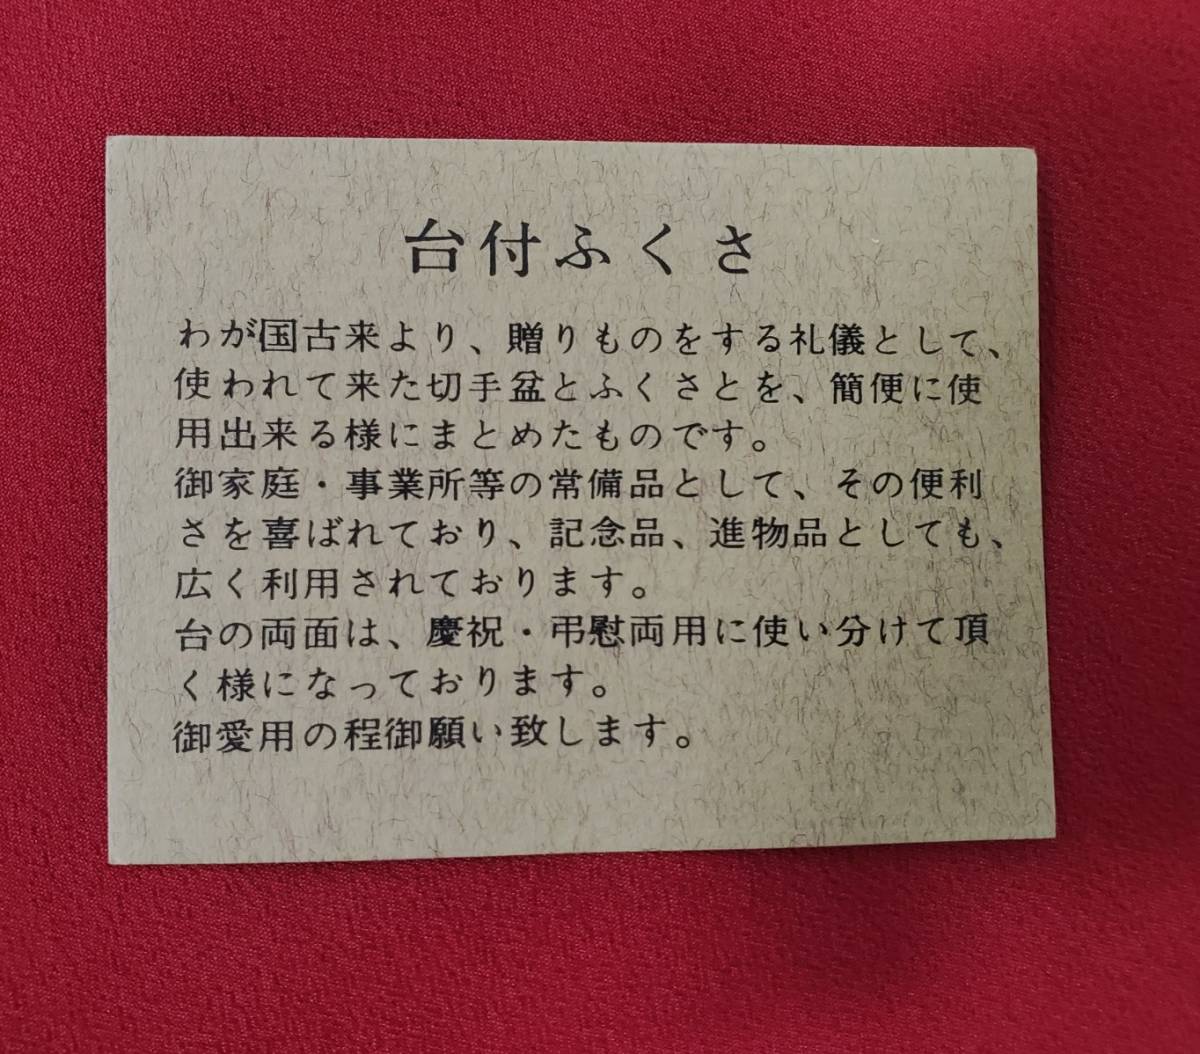 台付ふくさ
わが国古来より、贈りものをする礼儀として、
使われて来た切手盆とふくさとを、簡便に使
用出来る様にまとめたものです。
御家庭・事業所等の常備品として、その便利
さを喜ばれており、記念品、進物品としても、
広く利用されております。
台の両面は、慶祝・弔慰両用に使い分けて頂
く様になっております。
御愛用の程御願い致します。